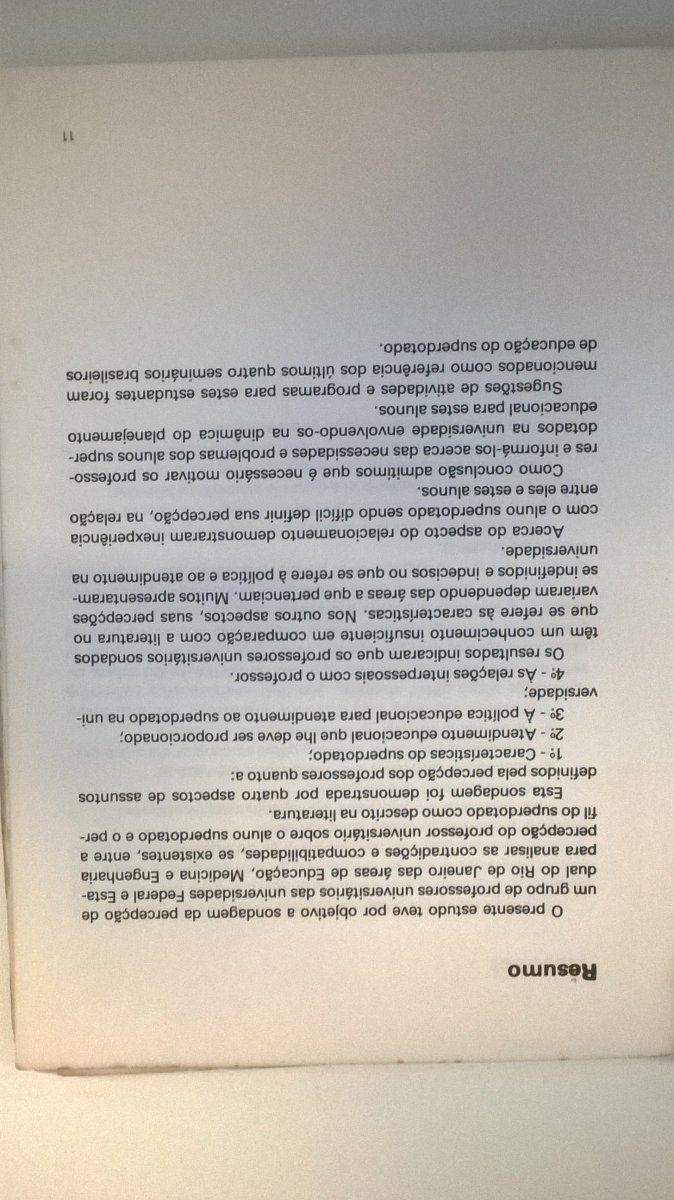 Resumo
O presente estudo teve por objetivo a sondagem da percepção de
um grupo de professores universitários das universidades Federal e Esta-
dual do Rio de Janeiro das áreas de Educação, Medicina e Engenharia
para analisar as contradições e compatibilidades, se existentes, entre a
percepção do professor universitário sobre o aluno superdotado e o per-
fil do superdotado como descrito na literatura.
Esta sondagem foi demonstrada por quatro aspectos de assuntos
definidos pela percepção dos professores quanto a:
1º - Características do superdotado;
2º - Atendimento educacional que lhe deve ser proporcionado;
3º - A política educacional para atendimento ao superdotado na uni-
versidade;
4º - As relações interpessoais com o professor.
Os resultados indicaram que os professores universitários sondados
têm um conhecimento insuficiente em comparação com a literatura no
que se refere às características. Nos outros aspectos, suas percepções
variaram dependendo das áreas a que pertenciam. Muitos apresentaram-
se indefinidos e indecisos no que se refere à política e ao atendimento na
universidade.
Acerca do aspecto do relacionamento demonstraram inexperiência
com o aluno superdotado sendo difícil definir sua percepção, na relação
entre eles e estes alunos.
Como conclusão admitimos que é necessário motivar os professo-
res e informá-los acerca das necessidades e problemas dos alunos super-
dotados na universidade envolvendo-os na dinâmica do planejamento
educacional para estes alunos.
Sugestões de atividades e programas para estes estudantes foram
mencionados como referência dos últimos quatro seminários brasileiros
de educação do superdotado.
11